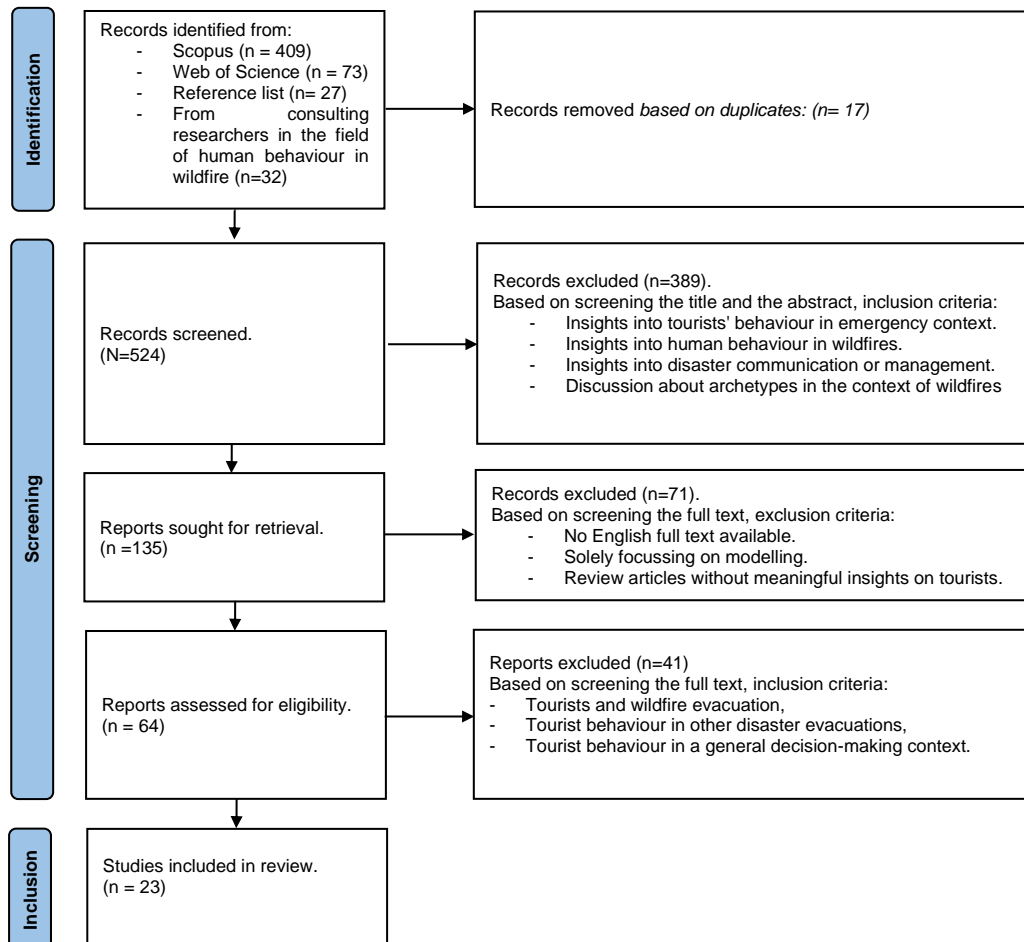 Identification
Records identified from:
- Scopus (n = 409)
- Web of Science (n = 73)
- Reference list (n= 27)
- From consulting
researchers in the field
of human behaviour in
wildfire (n=32)
Records removed based on duplicates: (n= 17)
Screening
Records screened.
(N=524)
Records excluded (n=389).
Based on screening the title and the abstract, inclusion criteria:
- Insights into tourists’ behaviour in emergency context.
- Insights into human behaviour in wildfires.
- Insights into disaster communication or management.
- Discussion about archetypes in the context of wildfires
Reports sought for retrieval.
(n =135)
Records excluded (n=71).
Based on screening the full text, exclusion criteria:
- No English full text available.
- Solely focussing on modelling.
- Review articles without meaningful insights on tourists.
Reports assessed for eligibility.
(n = 64)
Reports excluded (n=41)
Based on screening the full text, inclusion criteria:
- Tourists and wildfire evacuation,
- Tourist behaviour in other disaster evacuations,
- Tourist behaviour in a general decision-making context.
Inclusion
Studies included in review.
(n = 23)